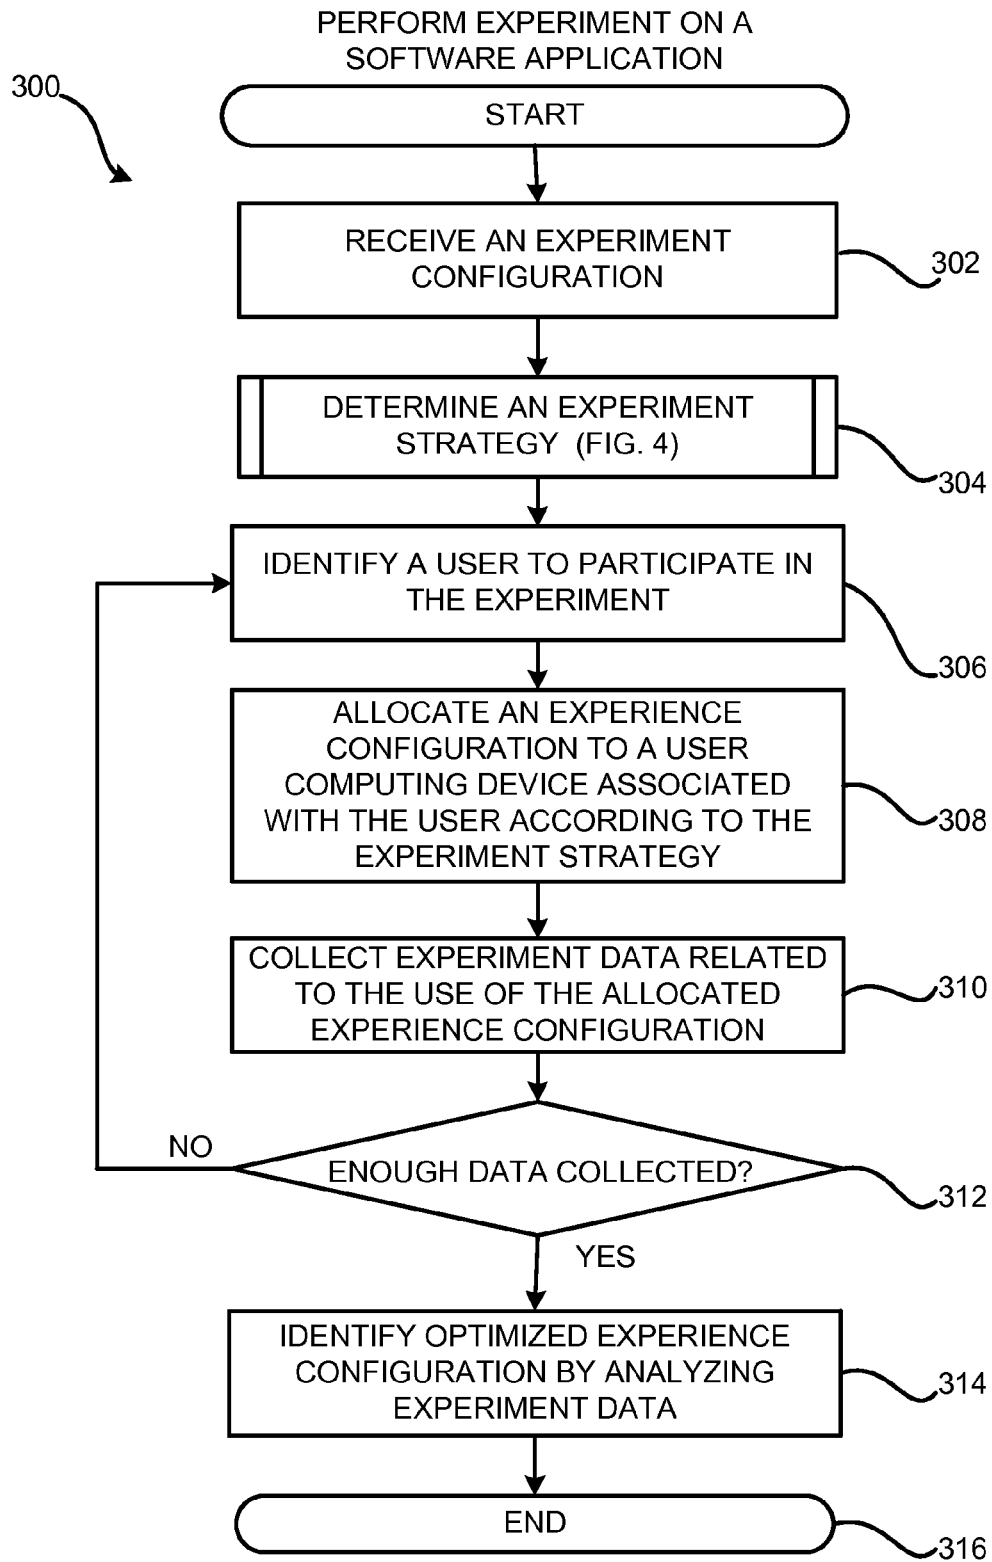 PERFORM EXPERIMENT ON A
SOFTWARE APPLICATION
300
START
RECEIVE AN EXPERIMENT
CONFIGURATION
302
DETERMINE AN EXPERIMENT
STRATEGY (FIG. 4)
304
IDENTIFY A USER TO PARTICIPATE IN
THE EXPERIMENT
306
ALLOCATE AN EXPERIENCE
CONFIGURATION TO A USER
COMPUTING DEVICE ASSOCIATED
WITH THE USER ACCORDING TO THE
EXPERIMENT STRATEGY
308
COLLECT EXPERIMENT DATA RELATED
TO THE USE OF THE ALLOCATED
EXPERIENCE CONFIGURATION
310
NO
ENOUGH DATA COLLECTED?
312
YES
IDENTIFY OPTIMIZED EXPERIENCE
CONFIGURATION BY ANALYZING
EXPERIMENT DATA
314
END
316